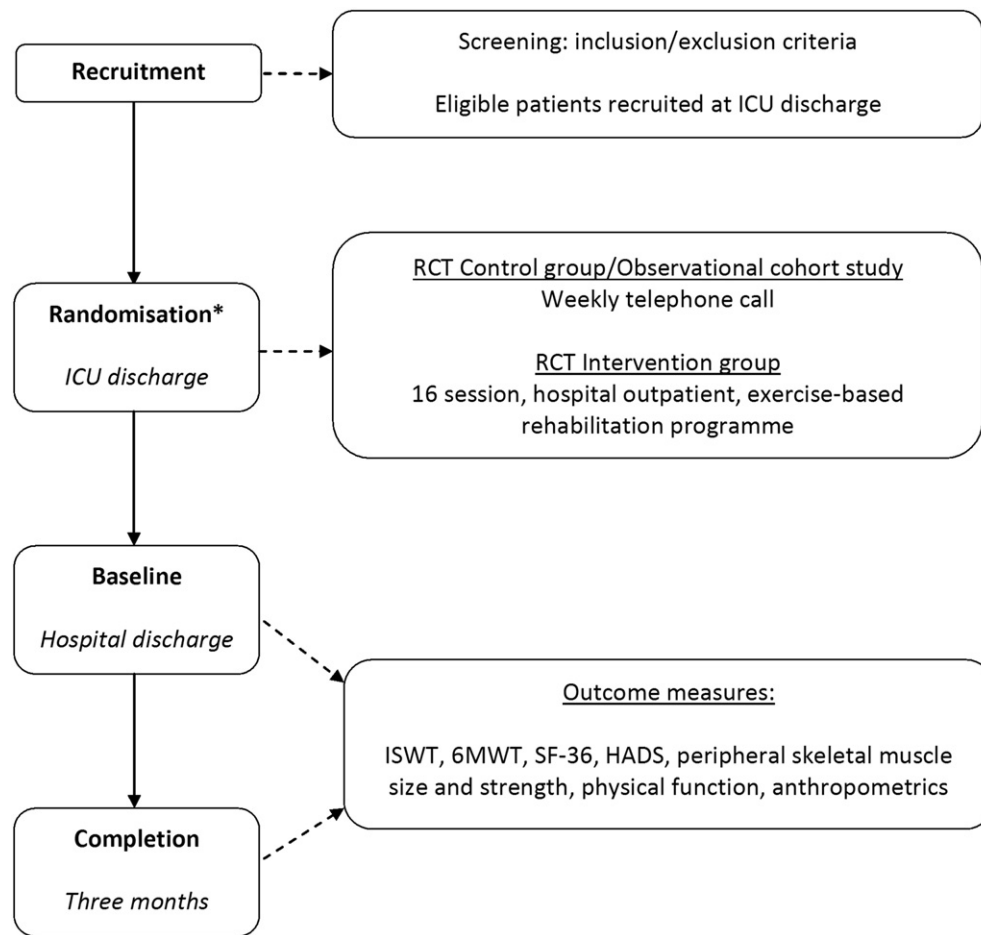 Recruitment
Screening: inclusion/exclusion criteria
Eligible patients recruited at ICU discharge
Randomisation*
ICU discharge
RCT Control group/Observational cohort study
Weekly telephone call
RCT Intervention group
16 session, hospital outpatient, exercise-based
rehabilitation programme
Baseline
Hospital discharge
Outcome measures:
ISWT, 6MWT, SF-36, HADS, peripheral skeletal muscle
size and strength, physical function, anthropometrics
Completion
Three months